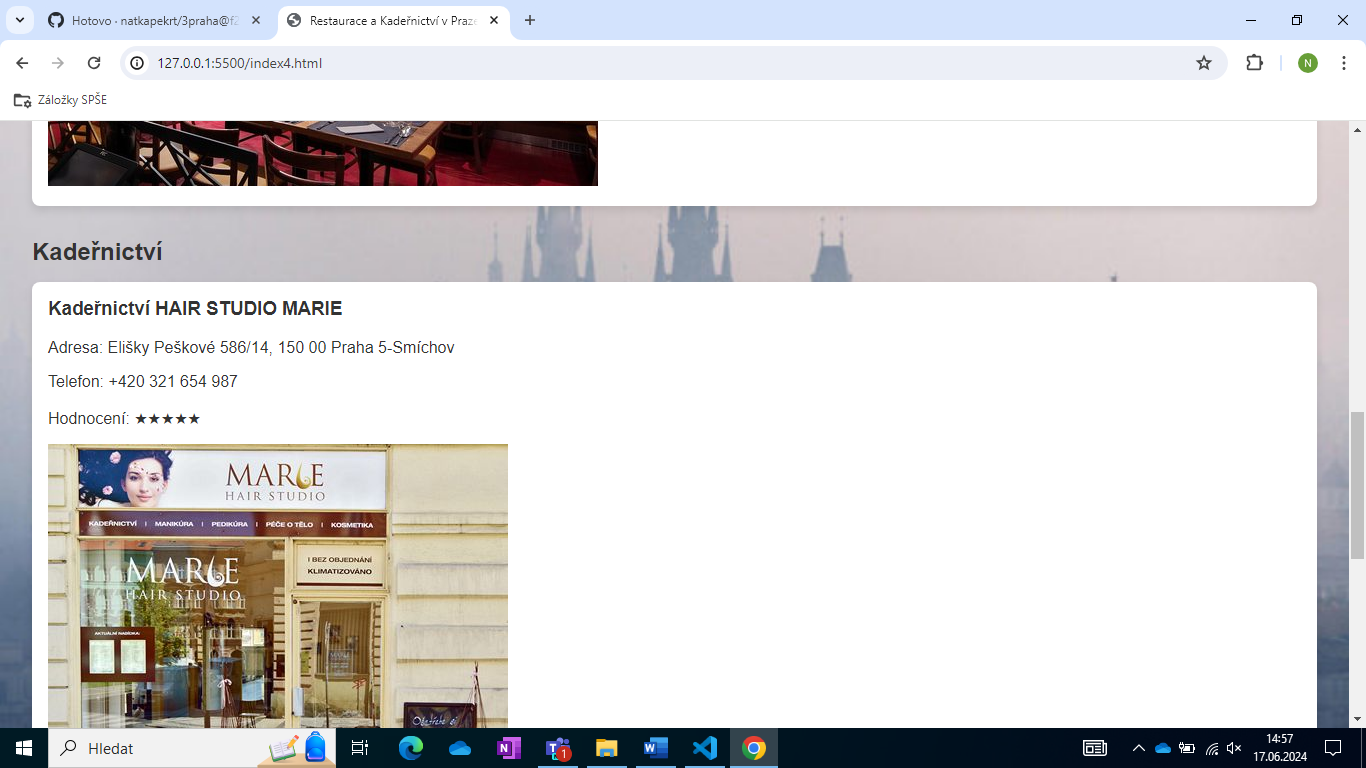 Hotovo · natkapekrt/3praha@f2
Restaurace a Kadeřnictví v Praze
127.0.0.1:5500/index4.html
N
Záložky SPŠE
Kadeřnictví
Kadeřnictví HAIR STUDIO MARIE
Adresa: Elišky Peškové 586/14, 150 00 Praha 5-Smíchov
Telefon: +420 321 654 987
Hodnocení: ★★★★★
MARIE
HAIR STUDIO
KADEŘNICTVÍ | MANIKÚRA | PEDIKÚRA | PÉČE O TĚLO | KOSMETIKA
I BEZ OBJEDNÁNÍ
KLIMATIZOVÁNO
MARIE
HAIR STUDIO
AKTUÁLNÍ NABÍDKA:
Hledat
1
14:57
17.06.2024